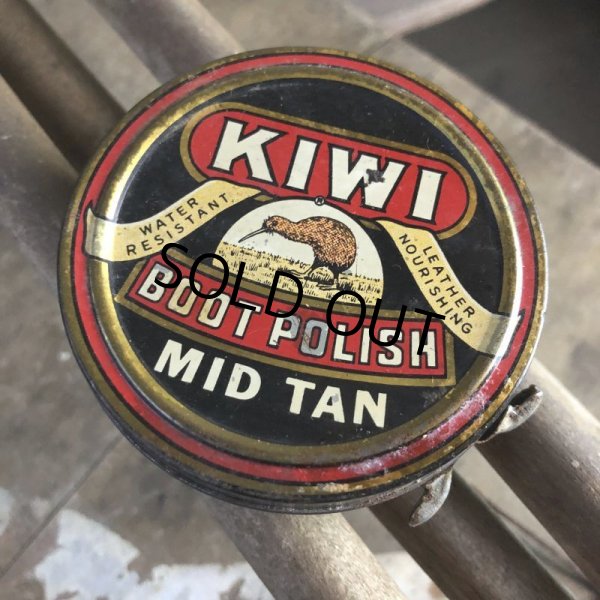 KIWI
®
WATER
RESISTANT
LEATHER
NOURISHING
BOOT POLISH
MID TAN
SOLD OUT